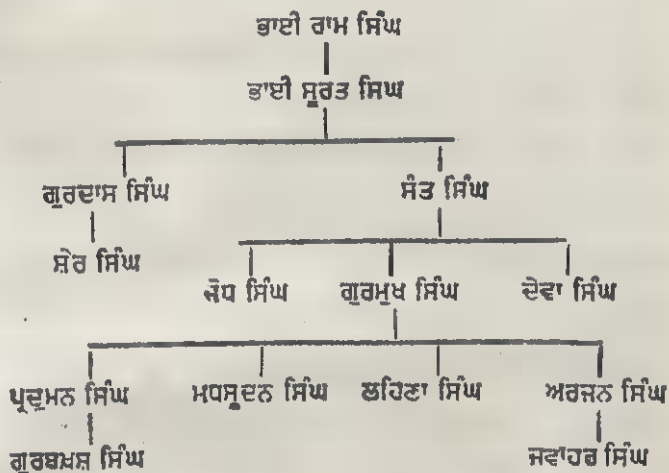 ਭਾਈ ਰਾਮ ਸਿੰਘ
ਭਾਈ ਸੂਰਤ ਸਿਘ
ਗੁਰਦਾਸ ਸਿੰਘ ਸੰਤ ਸਿੰਘ
ਸ਼ੇਰ ਸਿੰਘ
ਜੋਧ ਸਿੰਘ ਗੁਰਮੁਖ ਸਿੰਘ ਦੇਵਾ ਸਿੰਘ
ਪ੍ਰਦੁਮਨ ਸਿੰਘ ਮਧਸੂਦਨ ਸਿੰਘ ਲਹਿਣਾ ਸਿੰਘ ਅਰਜਨ ਸਿੰਘ
ਗੁਰਬਖ਼ਸ਼ ਸਿੰਘ ਜਵਾਹਰ ਸਿੰਘ